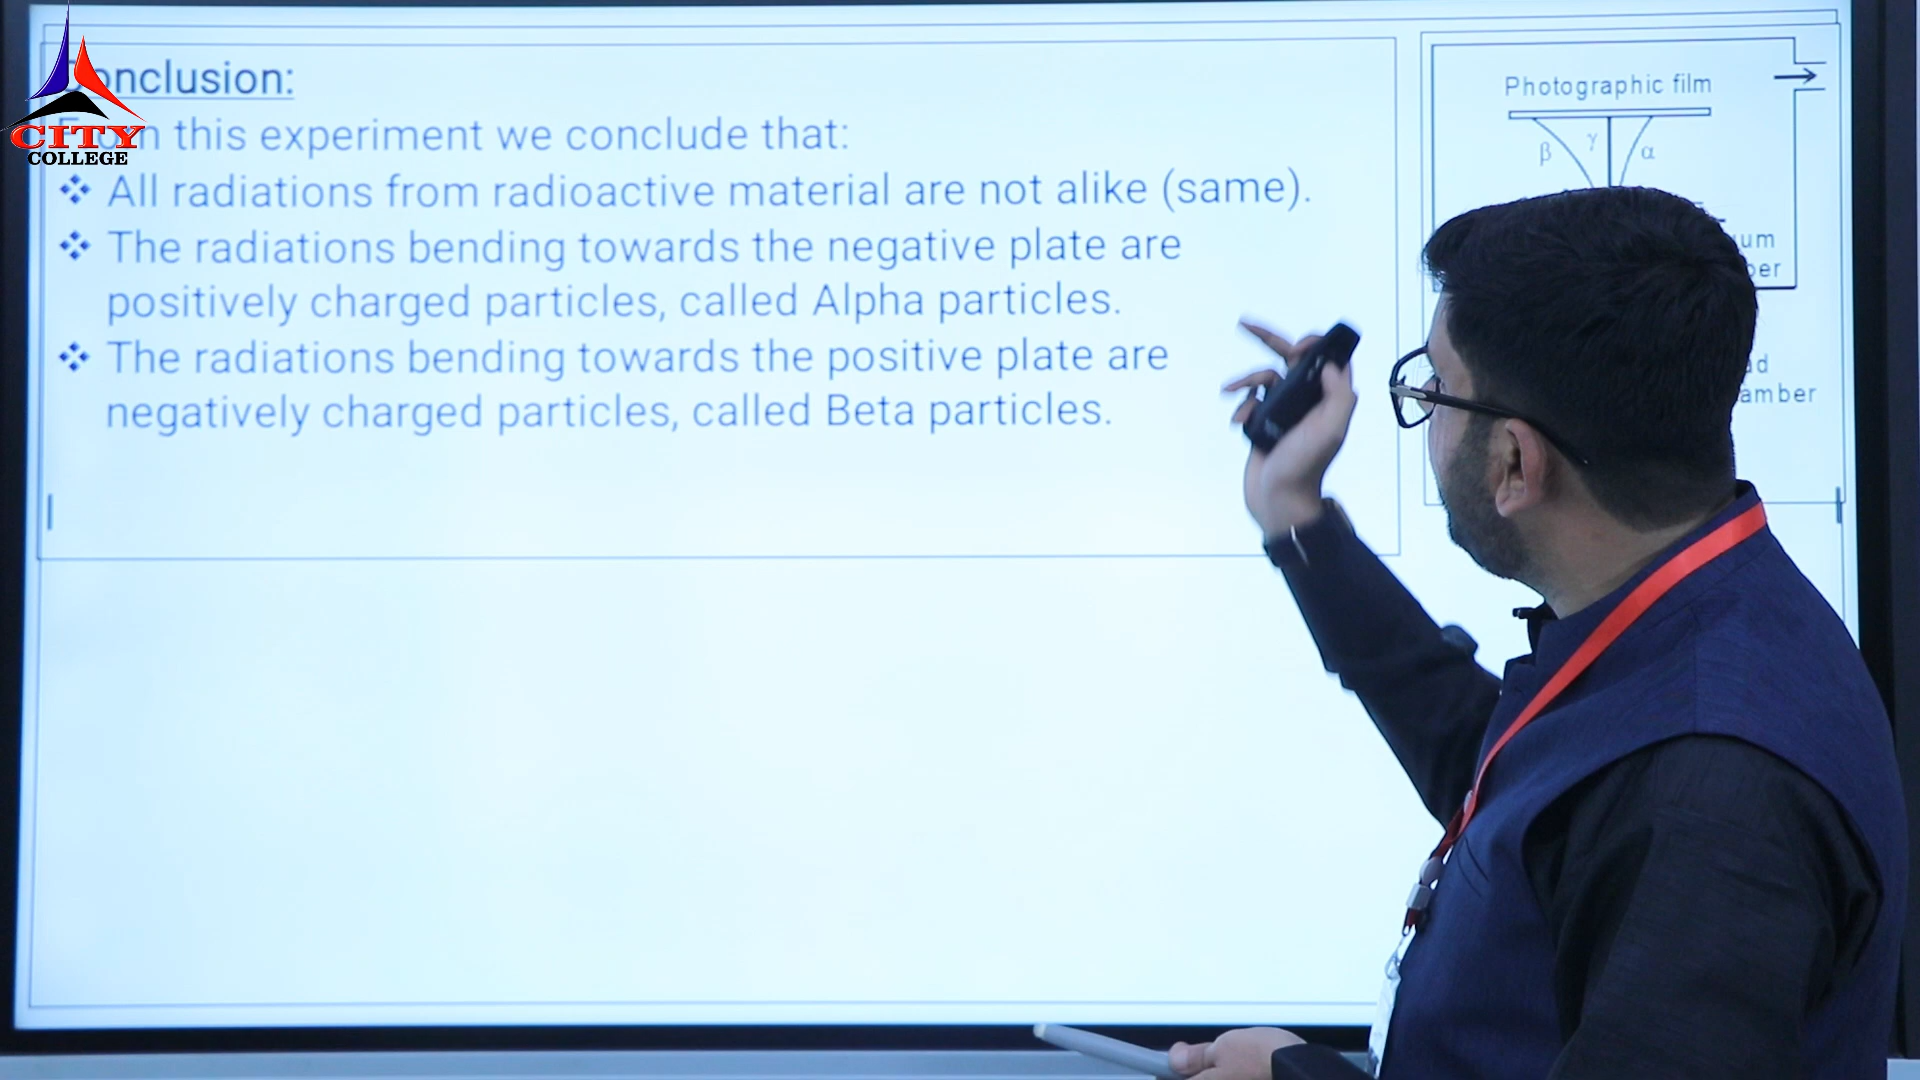 Conclusion:
From this experiment we conclude that:
❖ All radiations from radioactive material are not alike (same).
❖ The radiations bending towards the negative plate are
positively charged particles, called Alpha particles.
❖ The radiations bending towards the positive plate are
negatively charged particles, called Beta particles.
CITY
COLLEGE
Photographic film
β γ α